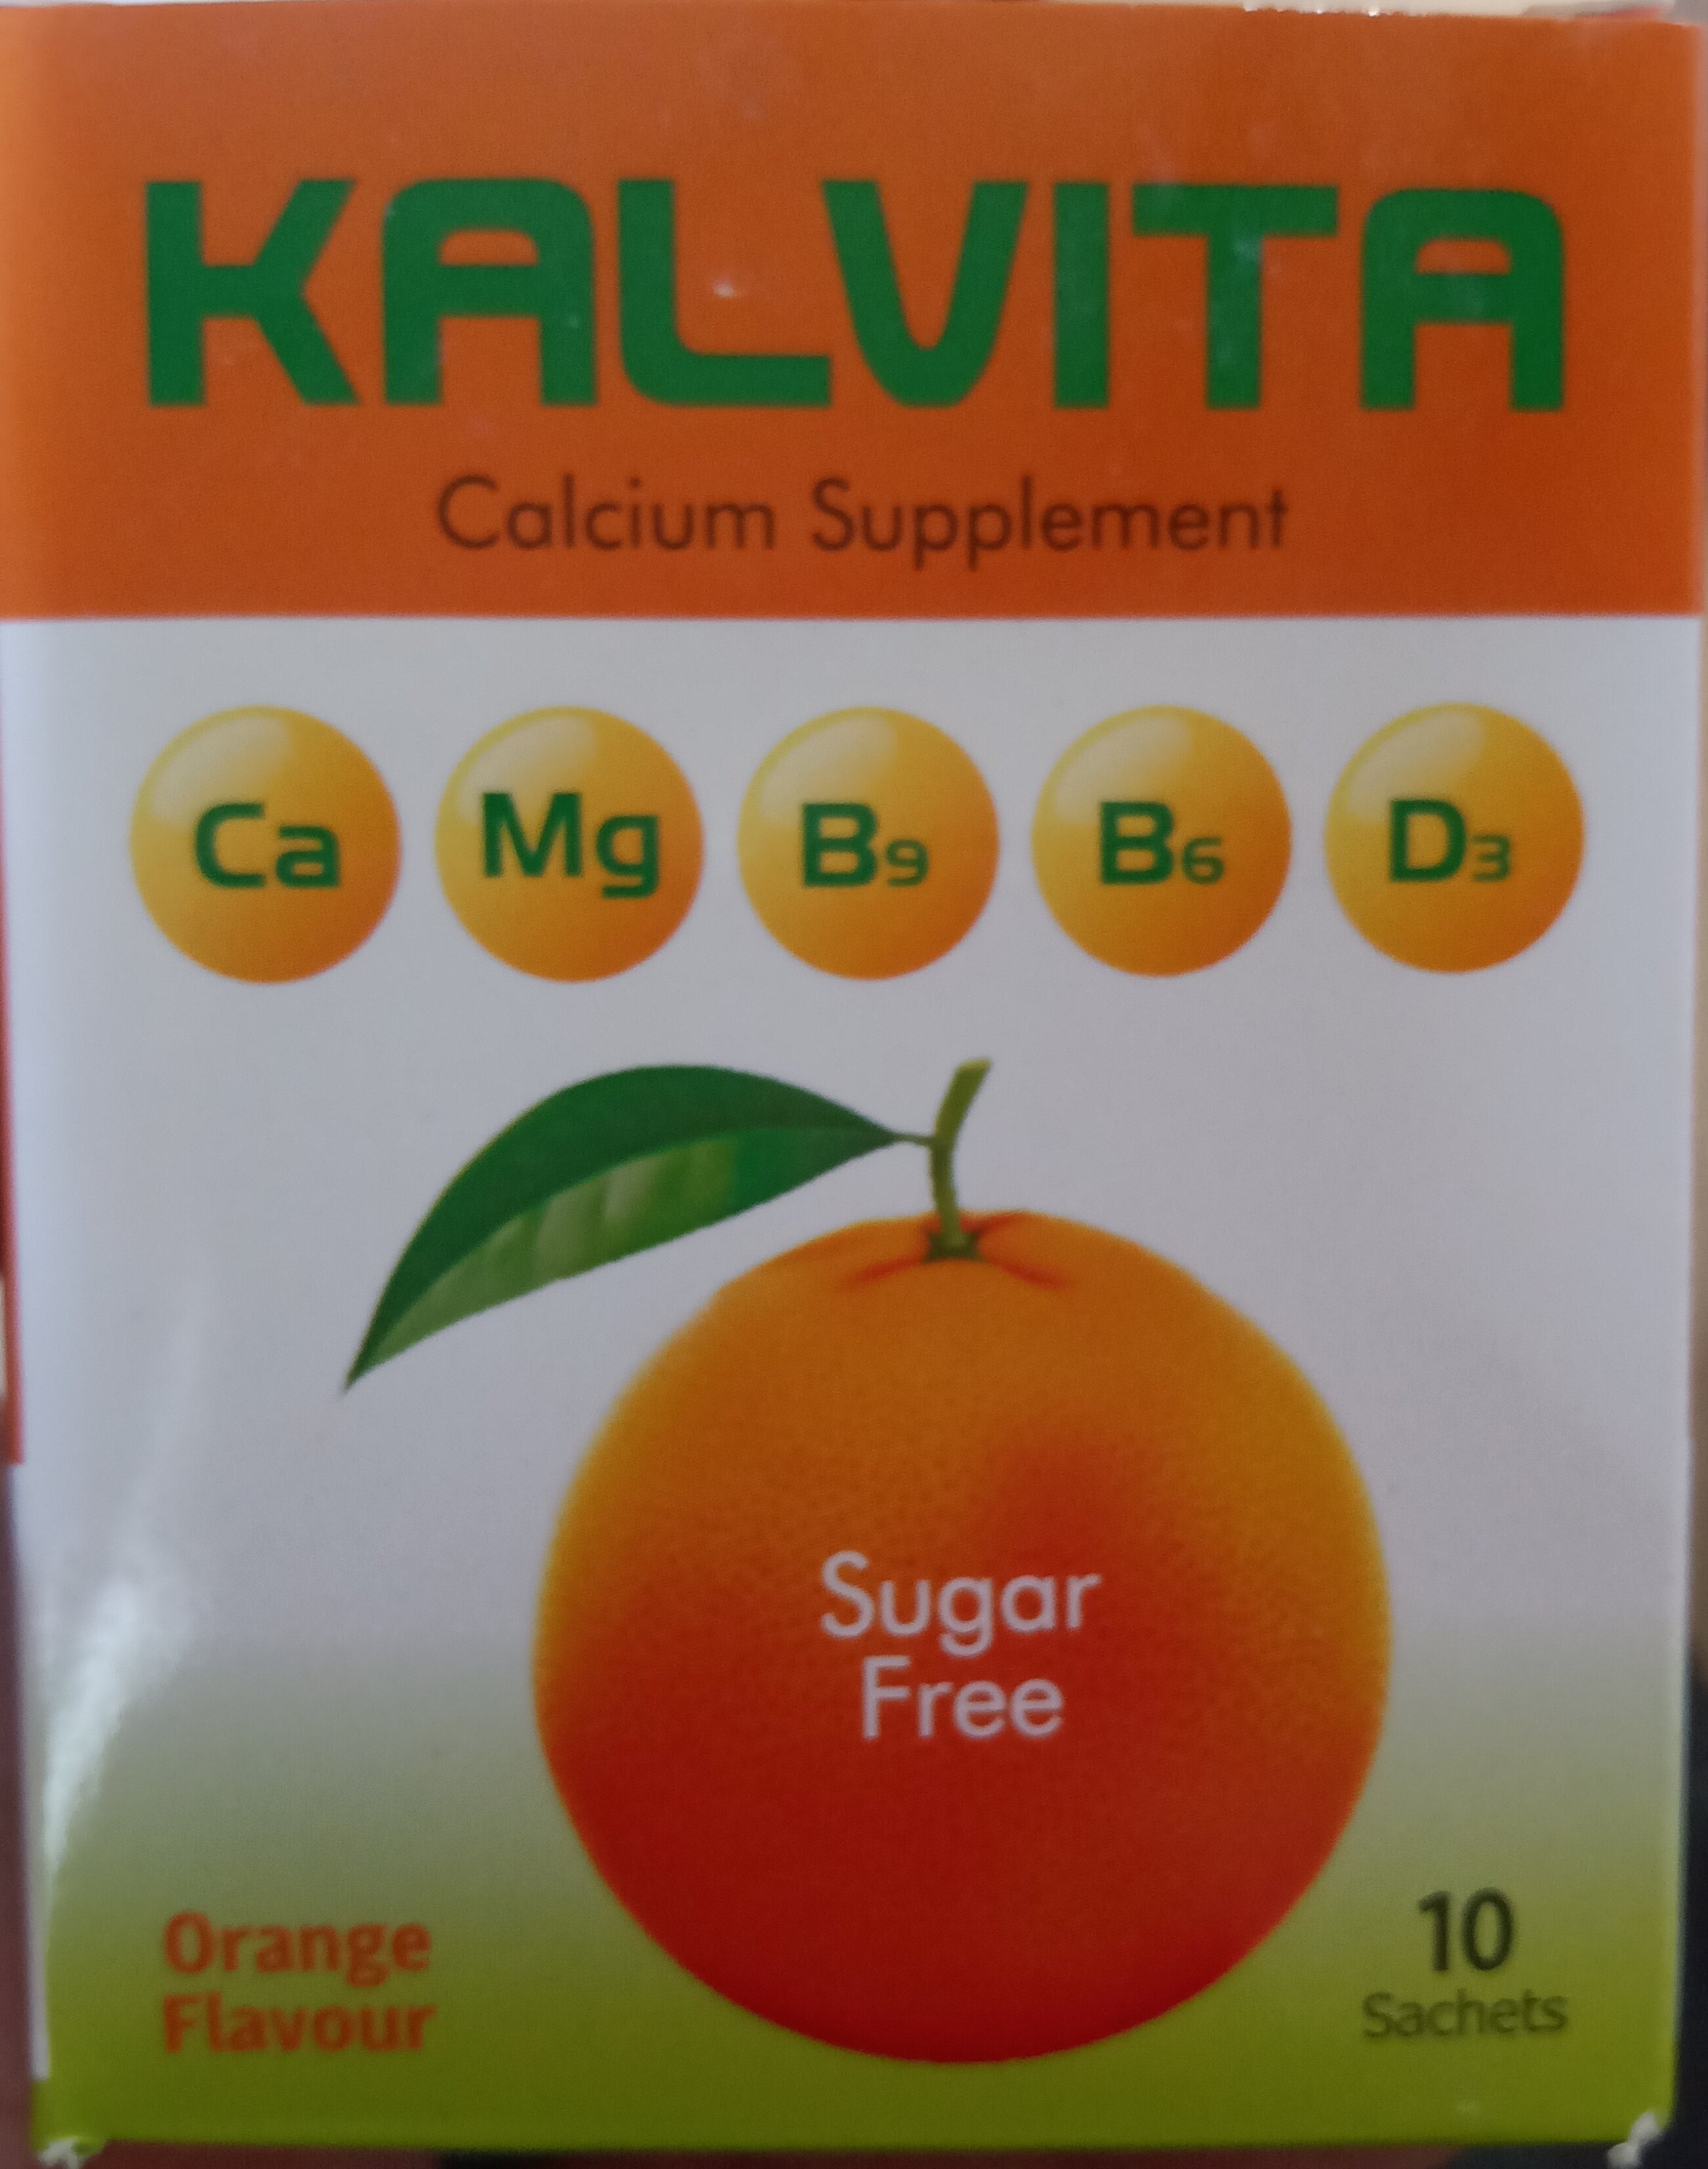 KALVITA
Calcium Supplement
Ca Mg B9 B6 D3
Sugar
Free
Orange
Flavour
10
Sachets